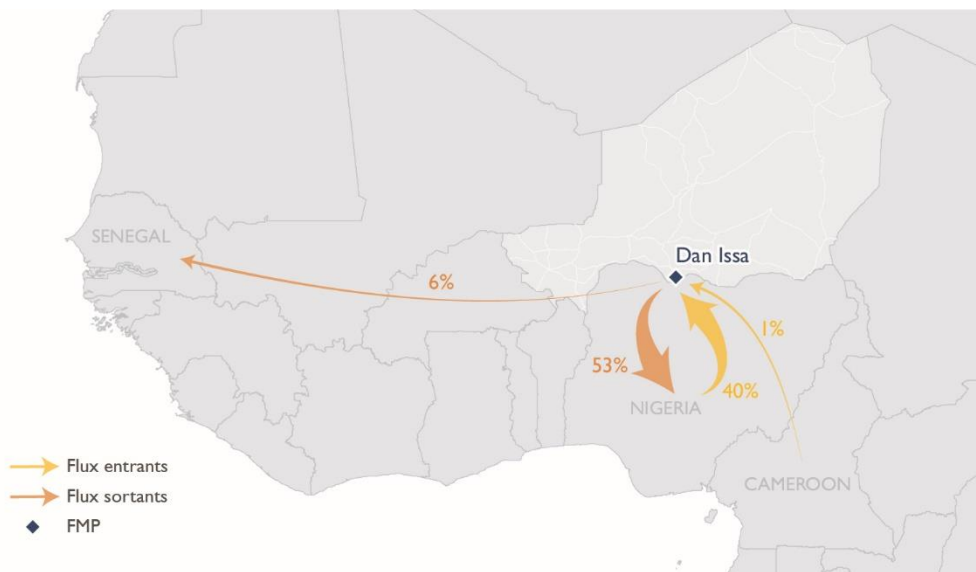 SENEGAL
Dan Issa
6%
1%
53%
40%
NIGERIA
CAMEROON
Flux entrants
Flux sortants
FMP